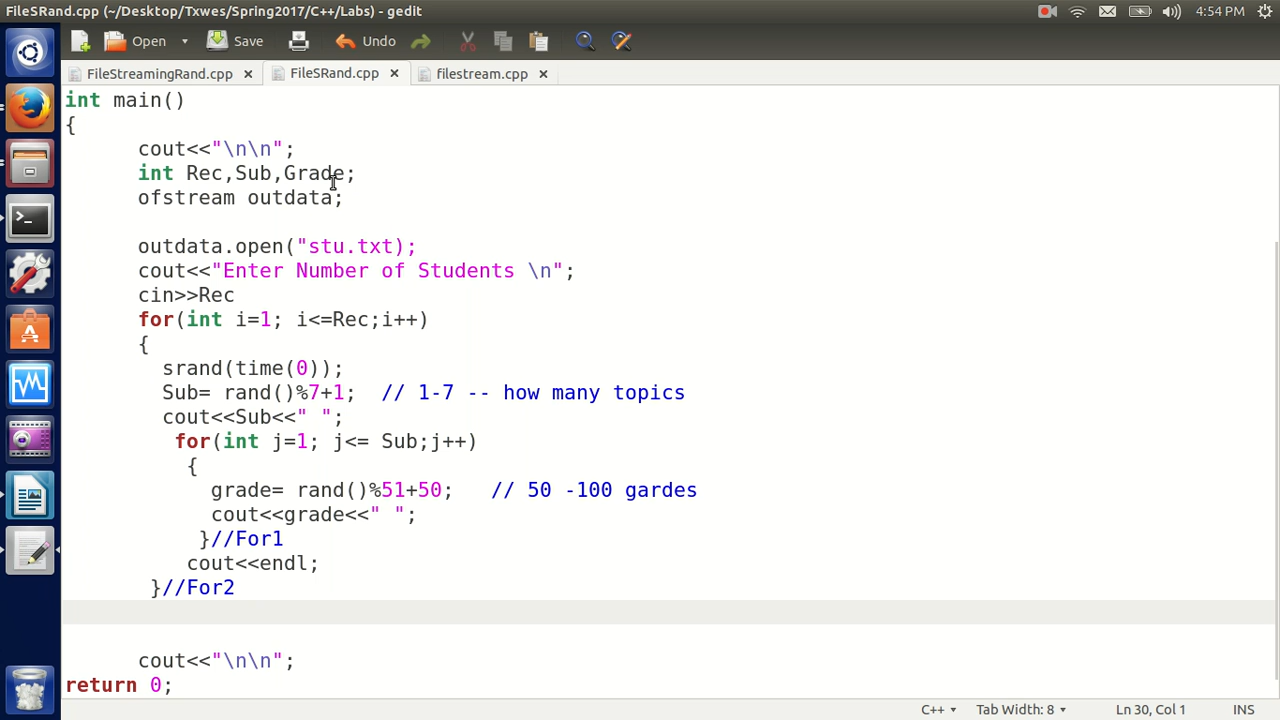 FileSRand.cpp (~/Desktop/Txwes/Spring2017/C++/Labs) - gedit
4:54 PM
Open
Save
Undo
FileStreamingRand.cpp ×
FileSRand.cpp ×
filestream.cpp ×
int main()
{
cout<<"\n\n";
int Rec,Sub,Grade;
ofstream outdata;
outdata.open("stu.txt);
cout<<"Enter Number of Students \n";
cin>>Rec
for(int i=1; i<=Rec;i++)
{
srand(time(0));
Sub= rand()%7+1;  // 1-7 -- how many topics
cout<<Sub<<" ";
for(int j=1; j<= Sub;j++)
{
grade= rand()%51+50;   // 50 -100 gardes
cout<<grade<<" ";
}//For1
cout<<endl;
}//For2
cout<<"\n\n";
return 0;
C++
Tab Width: 8
Ln 30, Col 1
INS